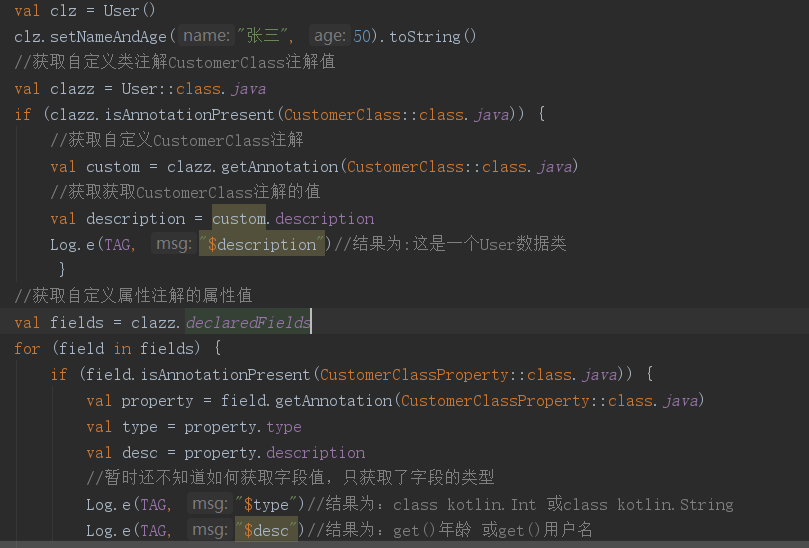 val clz = User()
clz.setNameAndAge( name: "张三", age: 50).toString()
//获取自定义类注解CustomerClass注解值
val clazz = User::class.java
if (clazz.isAnnotationPresent(CustomerClass::class.java)) {
//获取自定义CustomerClass注解
val custom = clazz.getAnnotation(CustomerClass::class.java)
//获取获取CustomerClass注解的值
val description = custom.description
Log.e(TAG, msg: "$description")//结果为:这是一个User数据类
}
//获取自定义属性注解的属性值
val fields = clazz.declaredFields
for (field in fields) {
if (field.isAnnotationPresent(CustomerClassProperty::class.java)) {
val property = field.getAnnotation(CustomerClassProperty::class.java)
val type = property.type
val desc = property.description
//暂时还不知道如何获取字段值，只获取了字段的类型
Log.e(TAG, msg: "$type")//结果为：class kotlin.Int 或class kotlin.String
Log.e(TAG, msg: "$desc")//结果为：get()年龄 或get()用户名